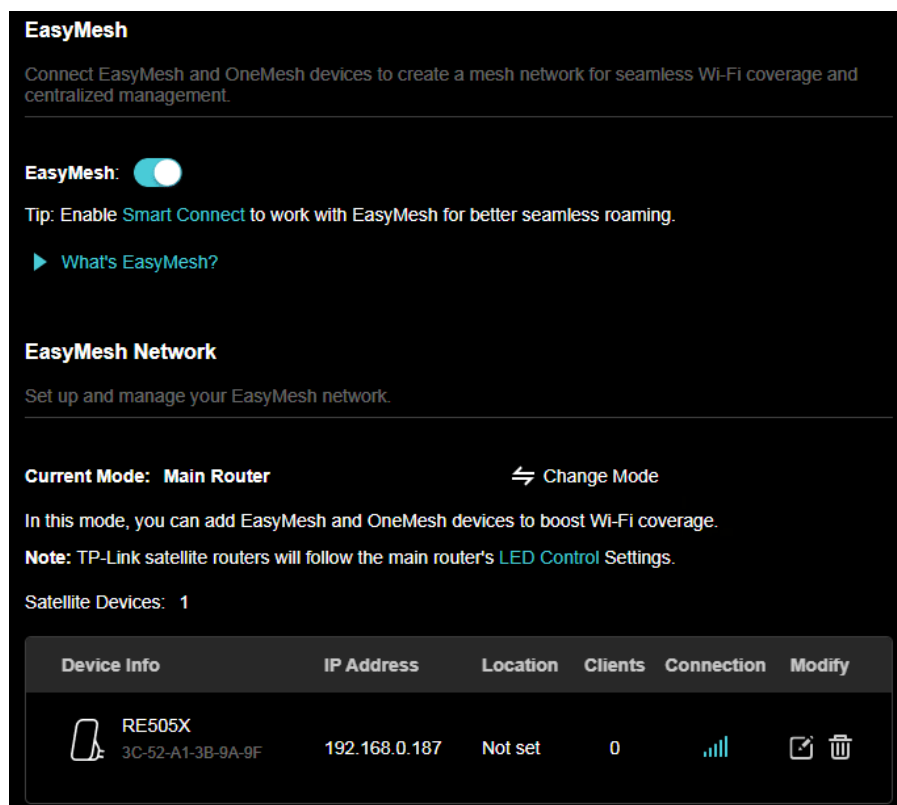 EasyMesh
Connect EasyMesh and OneMesh devices to create a mesh network for seamless Wi-Fi coverage and
centralized management.
EasyMesh:
Tip: Enable Smart Connect to work with EasyMesh for better seamless roaming.
What's EasyMesh?
EasyMesh Network
Set up and manage your EasyMesh network.
Current Mode: Main Router Change Mode
In this mode, you can add EasyMesh and OneMesh devices to boost Wi-Fi coverage.
Note: TP-Link satellite routers will follow the main router's LED Control Settings.
Satellite Devices: 1
Device Info IP Address Location Clients Connection Modify
RE505X
3C-52-A1-3B-9A-9F 192.168.0.187 Not set 0